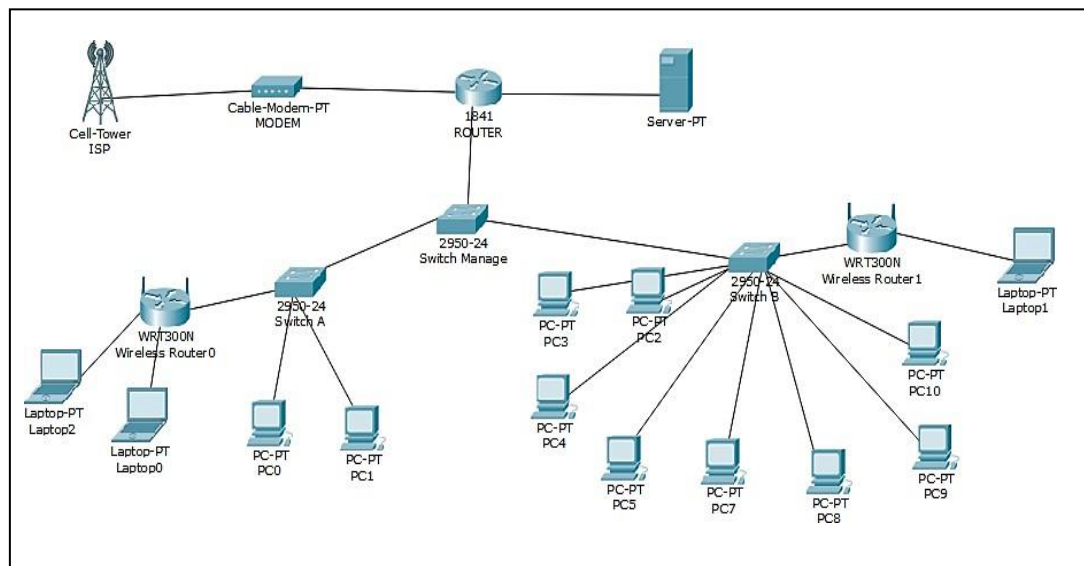 Cell-Tower
ISP
Cable-Modem-PT
MODEM
1841
ROUTER
Server-PT
2950-24
Switch Manage
2950-24
Switch A
WRT300N
Wireless Router0
Laptop-PT
Laptop2
Laptop-PT
Laptop0
PC-PT
PC0
PC-PT
PC1
2950-24
Switch B
WRT300N
Wireless Router1
Laptop-PT
Laptop1
PC-PT
PC3
PC-PT
PC2
PC-PT
PC4
PC-PT
PC5
PC-PT
PC7
PC-PT
PC8
PC-PT
PC9
PC-PT
PC10